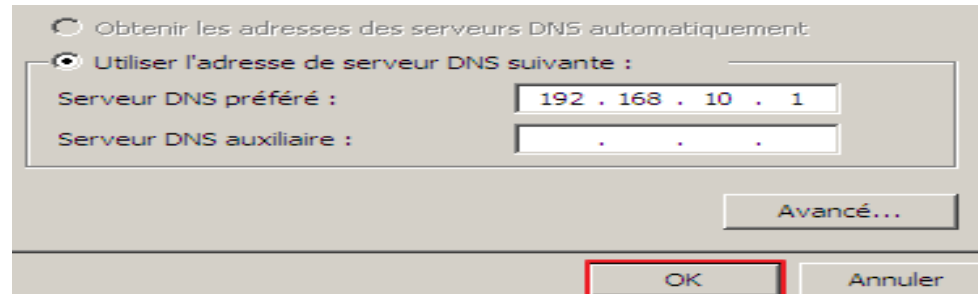 Obtenir les adresses des serveurs DNS automatiquement
Utiliser l'adresse de serveur DNS suivante :
Serveur DNS préféré : 192 . 168 . 10 . 1
Serveur DNS auxiliaire : . . .
Avancé...
OK Annuler